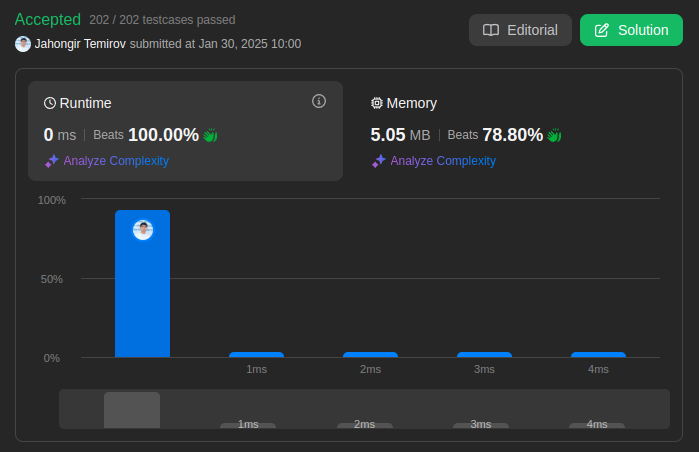 Accepted 202 / 202 testcases passed
Jahongir Temirov submitted at Jan 30, 2025 10:00
Editorial
Solution
Runtime
0 ms | Beats 100.00%
Analyze Complexity
Memory
5.05 MB | Beats 78.80%
Analyze Complexity
100%
50%
0%
1ms 2ms 3ms 4ms
1ms 2ms 3ms 4ms